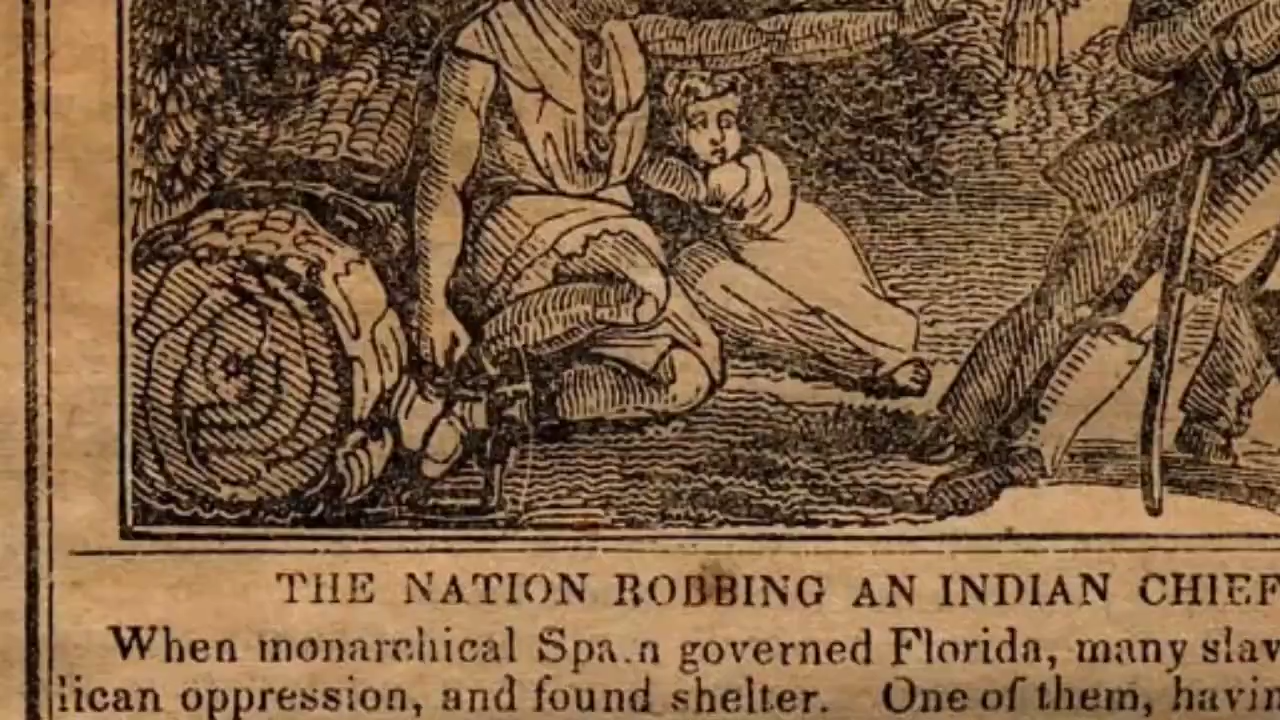 THE NATION ROBBING AN INDIAN CHIEF
When monarchical Spa.n governed Florida, many slav
lican oppression, and found shelter. One of them, havin